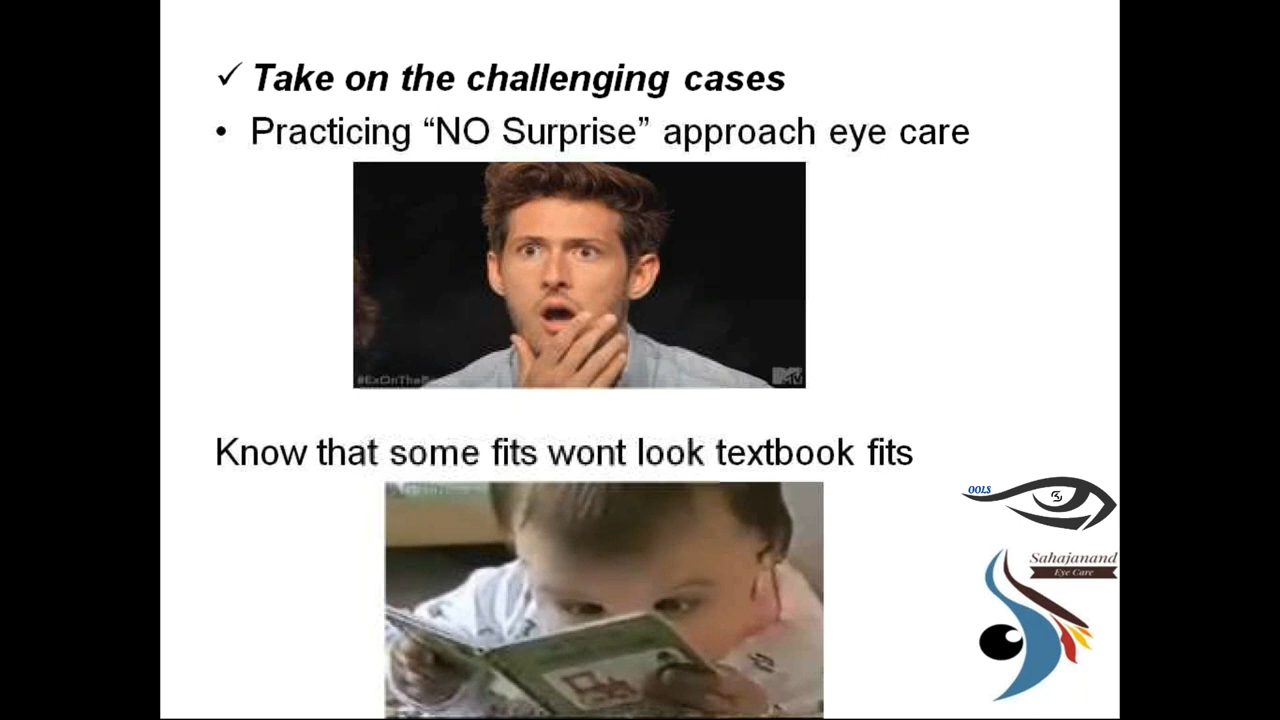 Take on the challenging cases
Practicing “NO Surprise” approach eye care
MTV
Know that some fits wont look textbook fits
OOLS
Sahajanand
Eye Care